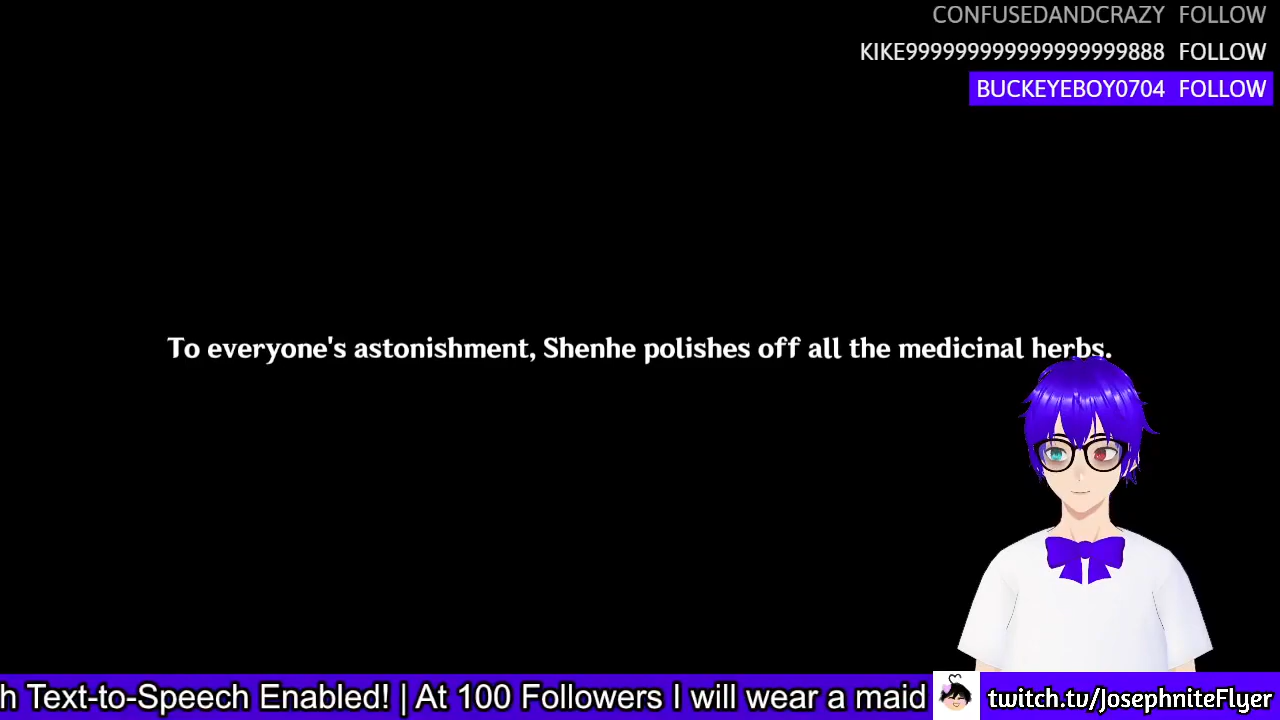 CONFUSEDANDCRAZY FOLLOW
KIKE999999999999999999888 FOLLOW
BUCKEYEBOY0704 FOLLOW
To everyone's astonishment, Shenhe polishes off all the medicinal herbs.
h Text-to-Speech Enabled! | At 100 Followers I will wear a maid
twitch.tv/JosephniteFlyer